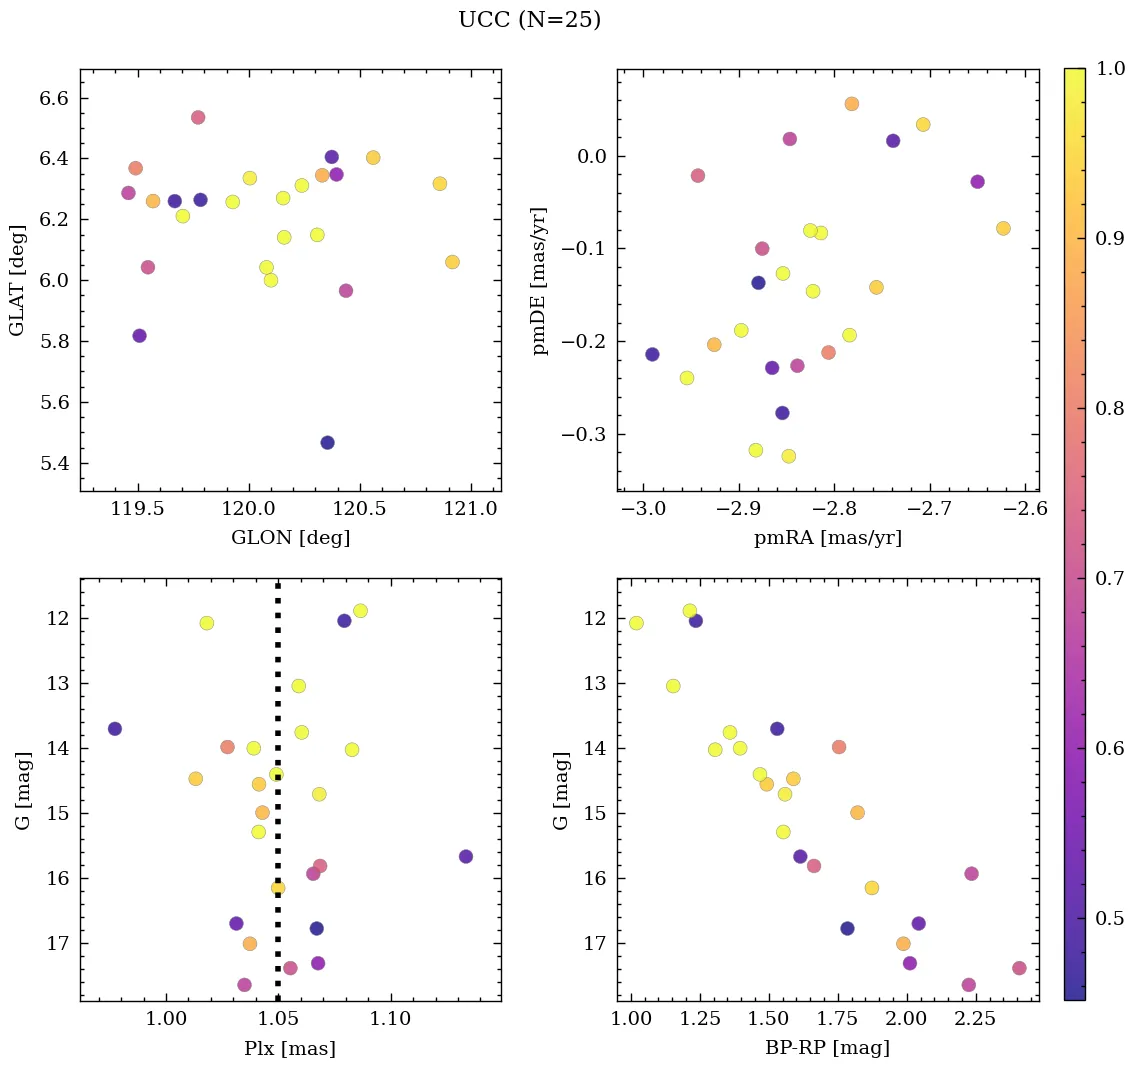 UCC (N=25)
6.6
6.4
6.2
6.0
5.8
5.6
5.4
GLAT [deg]
119.5 120.0 120.5 121.0
GLON [deg]
0.0
−0.1
−0.2
−0.3
pmDE [mas/yr]
−3.0 −2.9 −2.8 −2.7 −2.6
pmRA [mas/yr]
12
13
14
15
16
17
G [mag]
1.00 1.05 1.10
Plx [mas]
12
13
14
15
16
17
G [mag]
1.00 1.25 1.50 1.75 2.00 2.25
BP-RP [mag]
1.0
0.9
0.8
0.7
0.6
0.5